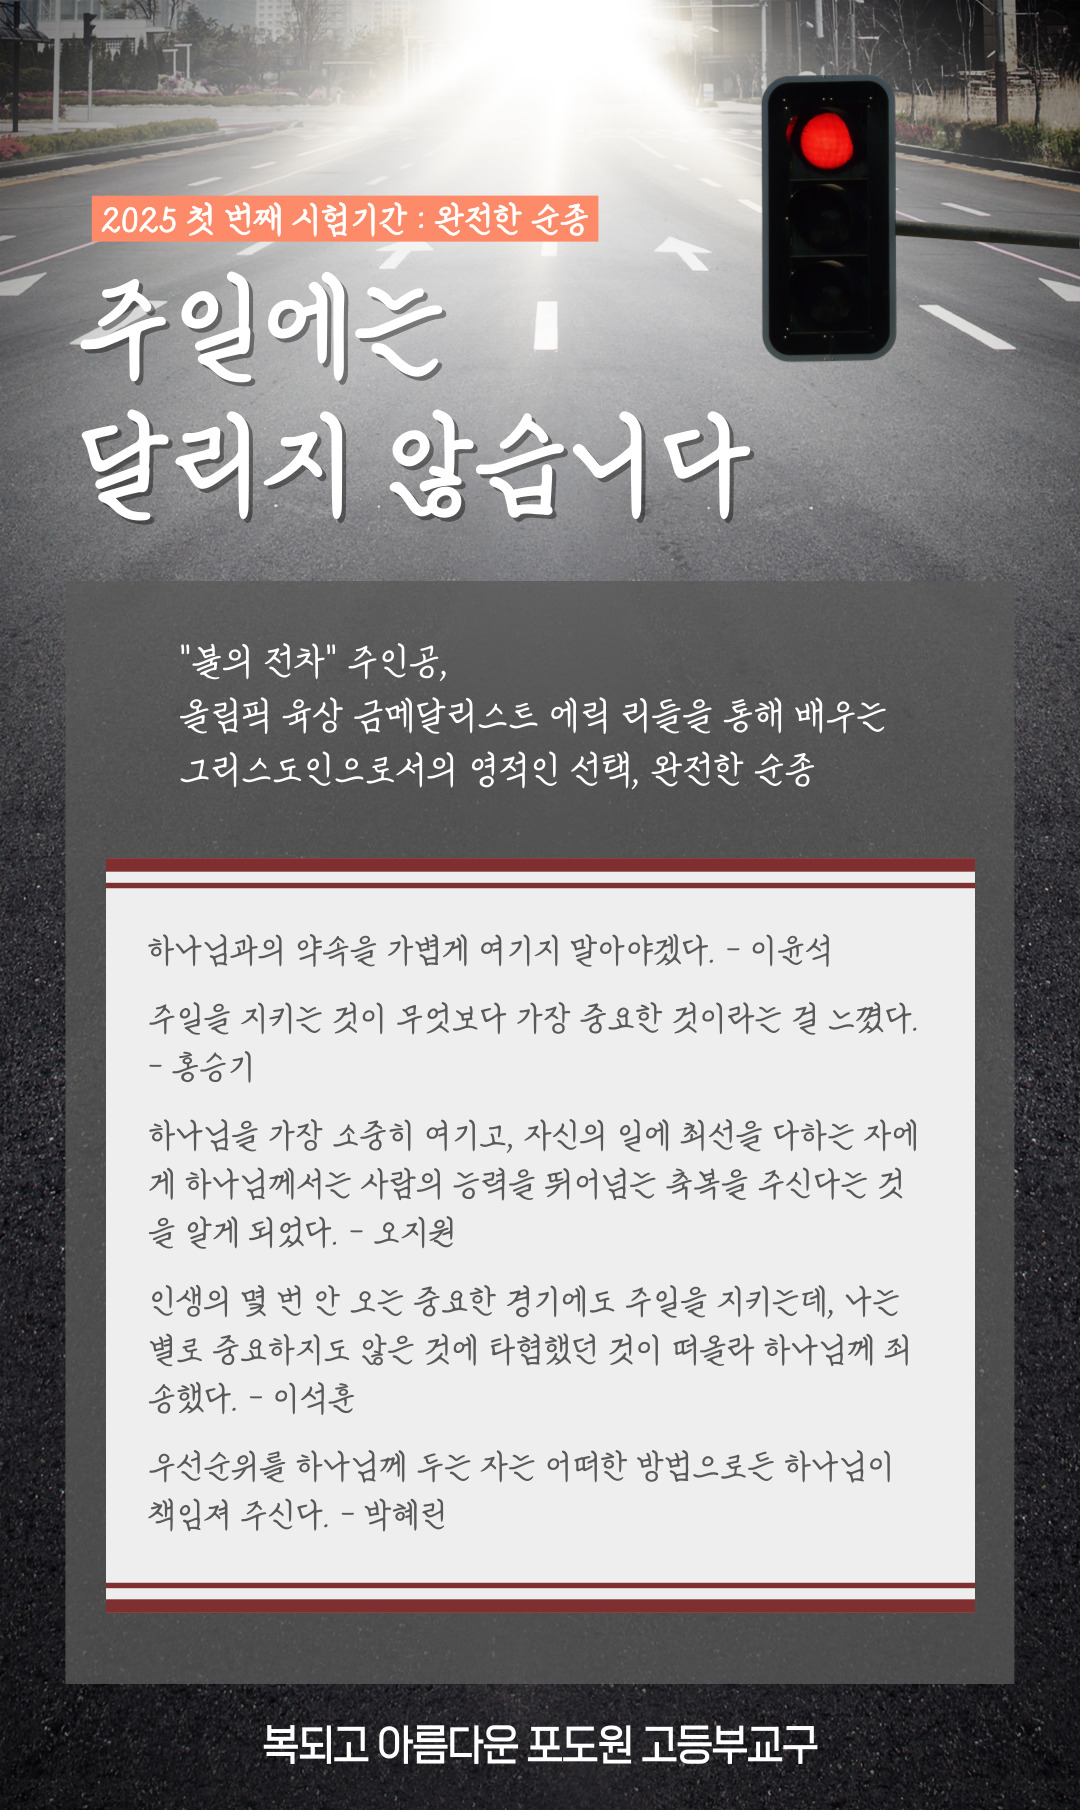 2025 첫 번째 시험기간 : 완전한 순종
주일에는
달리지 않습니다
"불의 전차" 주인공,
올림픽 육상 금메달리스트 에릭 리들을 통해 배우는
그리스도인으로서의 영적인 선택, 완전한 순종
하나님과의 약속을 가볍게 여기지 말아야겠다. - 이윤석
주일을 지키는 것이 무엇보다 가장 중요한 것이라는 걸 느꼈다.
- 홍승기
하나님을 가장 소중히 여기고, 자신의 일에 최선을 다하는 자에
게 하나님께서는 사람의 능력을 뛰어넘는 축복을 주신다는 것
을 알게 되었다. - 오지원
인생의 몇 번 안 오는 중요한 경기에도 주일을 지키는데, 나는
별로 중요하지도 않은 것에 타협했던 것이 떠올라 하나님께 죄
송했다. - 이석훈
우선순위를 하나님께 두는 자는 어떠한 방법으로든 하나님이
책임져 주신다. - 박혜린
복되고 아름다운 포도원 고등부교구